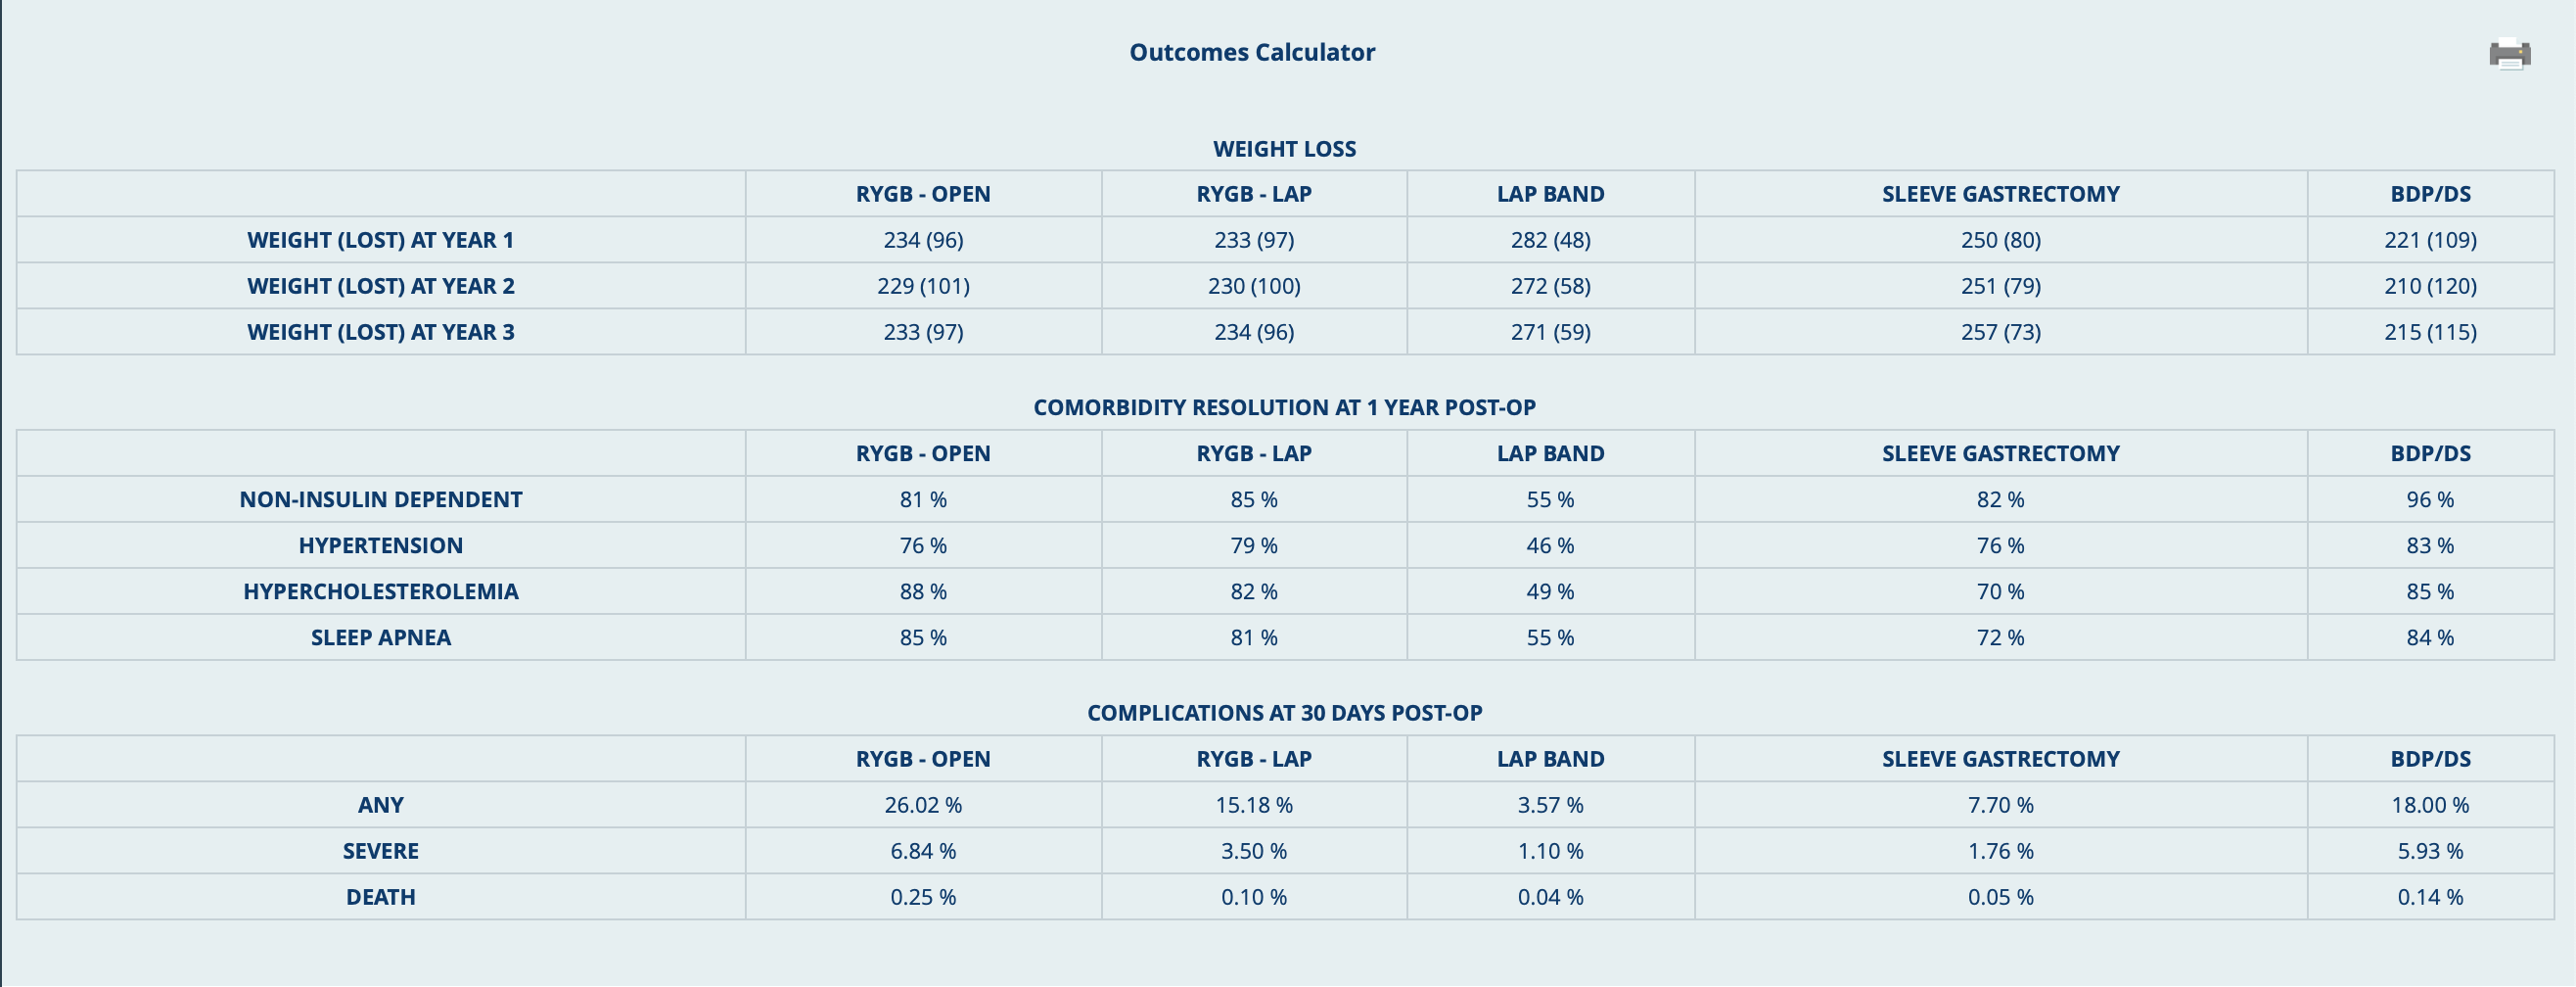 Outcomes Calculator
WEIGHT LOSS
RYGB - OPEN RYGB - LAP LAP BAND SLEEVE GASTRECTOMY BDP/DS
WEIGHT (LOST) AT YEAR 1 234 (96) 233 (97) 282 (48) 250 (80) 221 (109)
WEIGHT (LOST) AT YEAR 2 229 (101) 230 (100) 272 (58) 251 (79) 210 (120)
WEIGHT (LOST) AT YEAR 3 233 (97) 234 (96) 271 (59) 257 (73) 215 (115)
COMORBIDITY RESOLUTION AT 1 YEAR POST-OP
RYGB - OPEN RYGB - LAP LAP BAND SLEEVE GASTRECTOMY BDP/DS
NON-INSULIN DEPENDENT 81 % 85 % 55 % 82 % 96 %
HYPERTENSION 76 % 79 % 46 % 76 % 83 %
HYPERCHOLESTEROLEMIA 88 % 82 % 49 % 70 % 85 %
SLEEP APNEA 85 % 81 % 55 % 72 % 84 %
COMPLICATIONS AT 30 DAYS POST-OP
RYGB - OPEN RYGB - LAP LAP BAND SLEEVE GASTRECTOMY BDP/DS
ANY 26.02 % 15.18 % 3.57 % 7.70 % 18.00 %
SEVERE 6.84 % 3.50 % 1.10 % 1.76 % 5.93 %
DEATH 0.25 % 0.10 % 0.04 % 0.05 % 0.14 %